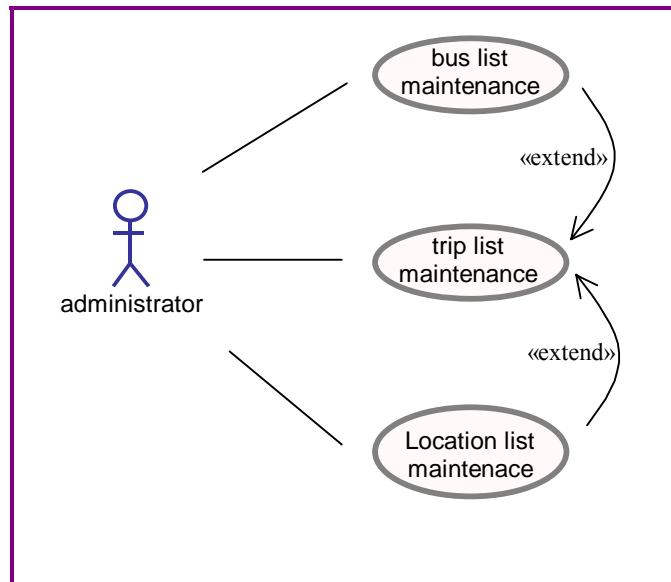 bus list
maintenance
«extend»
trip list
maintenance
administrator
«extend»
Location list
maintenace